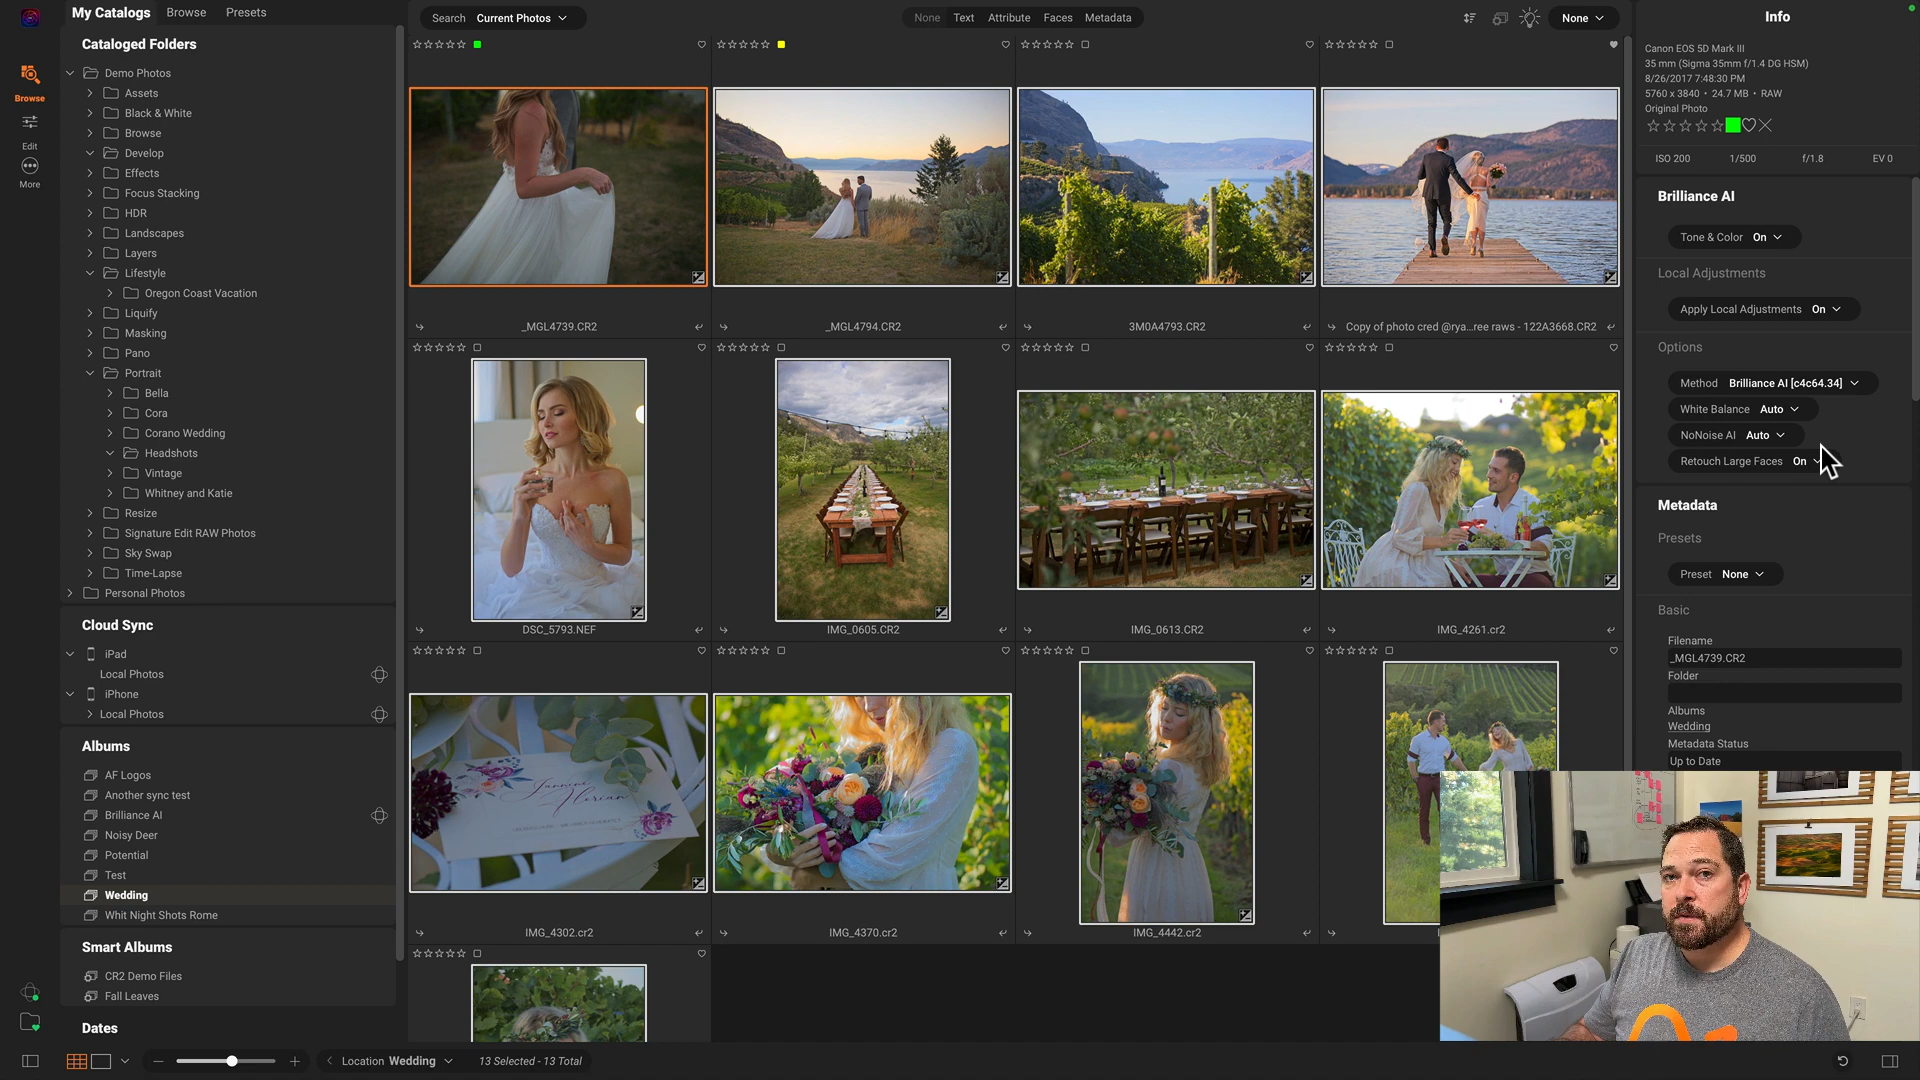 My Catalogs Browse Presets
Cataloged Folders
Demo Photos
Assets
Black & White
Browse
Develop
Effects
Focus Stacking
HDR
Landscapes
Layers
Lifestyle
Oregon Coast Vacation
Liquify
Masking
Pano
Portrait
Bella
Cora
Corano Wedding
Headshots
Vintage
Whitney and Katie
Resize
Signature Edit RAW Photos
Sky Swap
Time-Lapse
Personal Photos
Cloud Sync
iPad
Local Photos
iPhone
Local Photos
Albums
AF Logos
Another sync test
Brilliance AI
Noisy Deer
Potential
Test
Wedding
Whit Night Shots Rome
Smart Albums
CR2 Demo Files
Fall Leaves
Dates
Browse
Edit
More
Search Current Photos
None Text Attribute Faces Metadata
None
_MGL4739.CR2
_MGL4794.CR2
3M0A4793.CR2
Copy of photo cred @rya...ree raws - 122A3668.CR2
DSC_5793.NEF
IMG_0605.CR2
IMG_0613.CR2
IMG_4261.cr2
IMG_4302.cr2
IMG_4370.cr2
IMG_4442.cr2
Location Wedding
13 Selected - 13 Total
Info
Canon EOS 5D Mark III
35 mm (Sigma 35mm f/1.4 DG HSM)
8/26/2017 7:48:30 PM
5760 x 3840 • 24.7 MB • RAW
Original Photo
ISO 200 1/500 f/1.8 EV 0
Brilliance AI
Tone & Color On
Local Adjustments
Apply Local Adjustments On
Options
Method Brilliance AI [c4c64.34]
White Balance Auto
NoNoise AI Auto
Retouch Large Faces On
Metadata
Presets
Preset None
Basic
Filename
_MGL4739.CR2
Folder
Albums
Wedding
Metadata Status
Up to Date